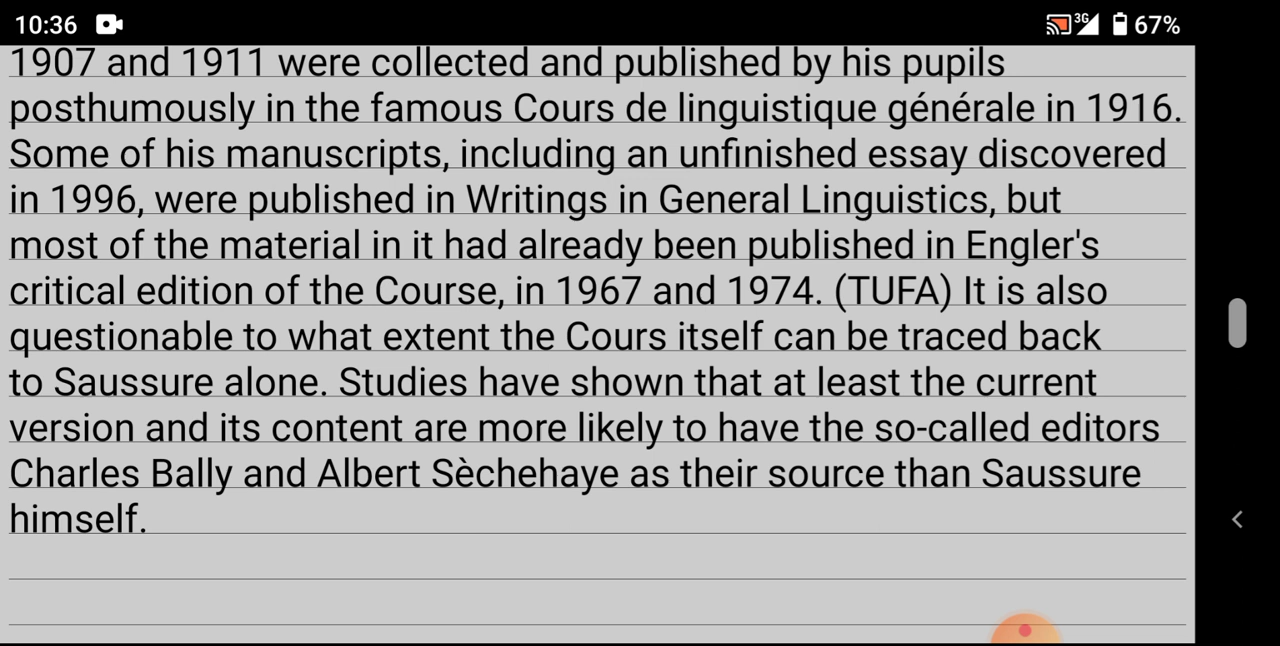 10:36
3G
67%
1907 and 1911 were collected and published by his pupils
posthumously in the famous Cours de linguistique générale in 1916.
Some of his manuscripts, including an unfinished essay discovered
in 1996, were published in Writings in General Linguistics, but
most of the material in it had already been published in Engler's
critical edition of the Course, in 1967 and 1974. (TUFA) It is also
questionable to what extent the Cours itself can be traced back
to Saussure alone. Studies have shown that at least the current
version and its content are more likely to have the so-called editors
Charles Bally and Albert Sèchehaye as their source than Saussure
himself.